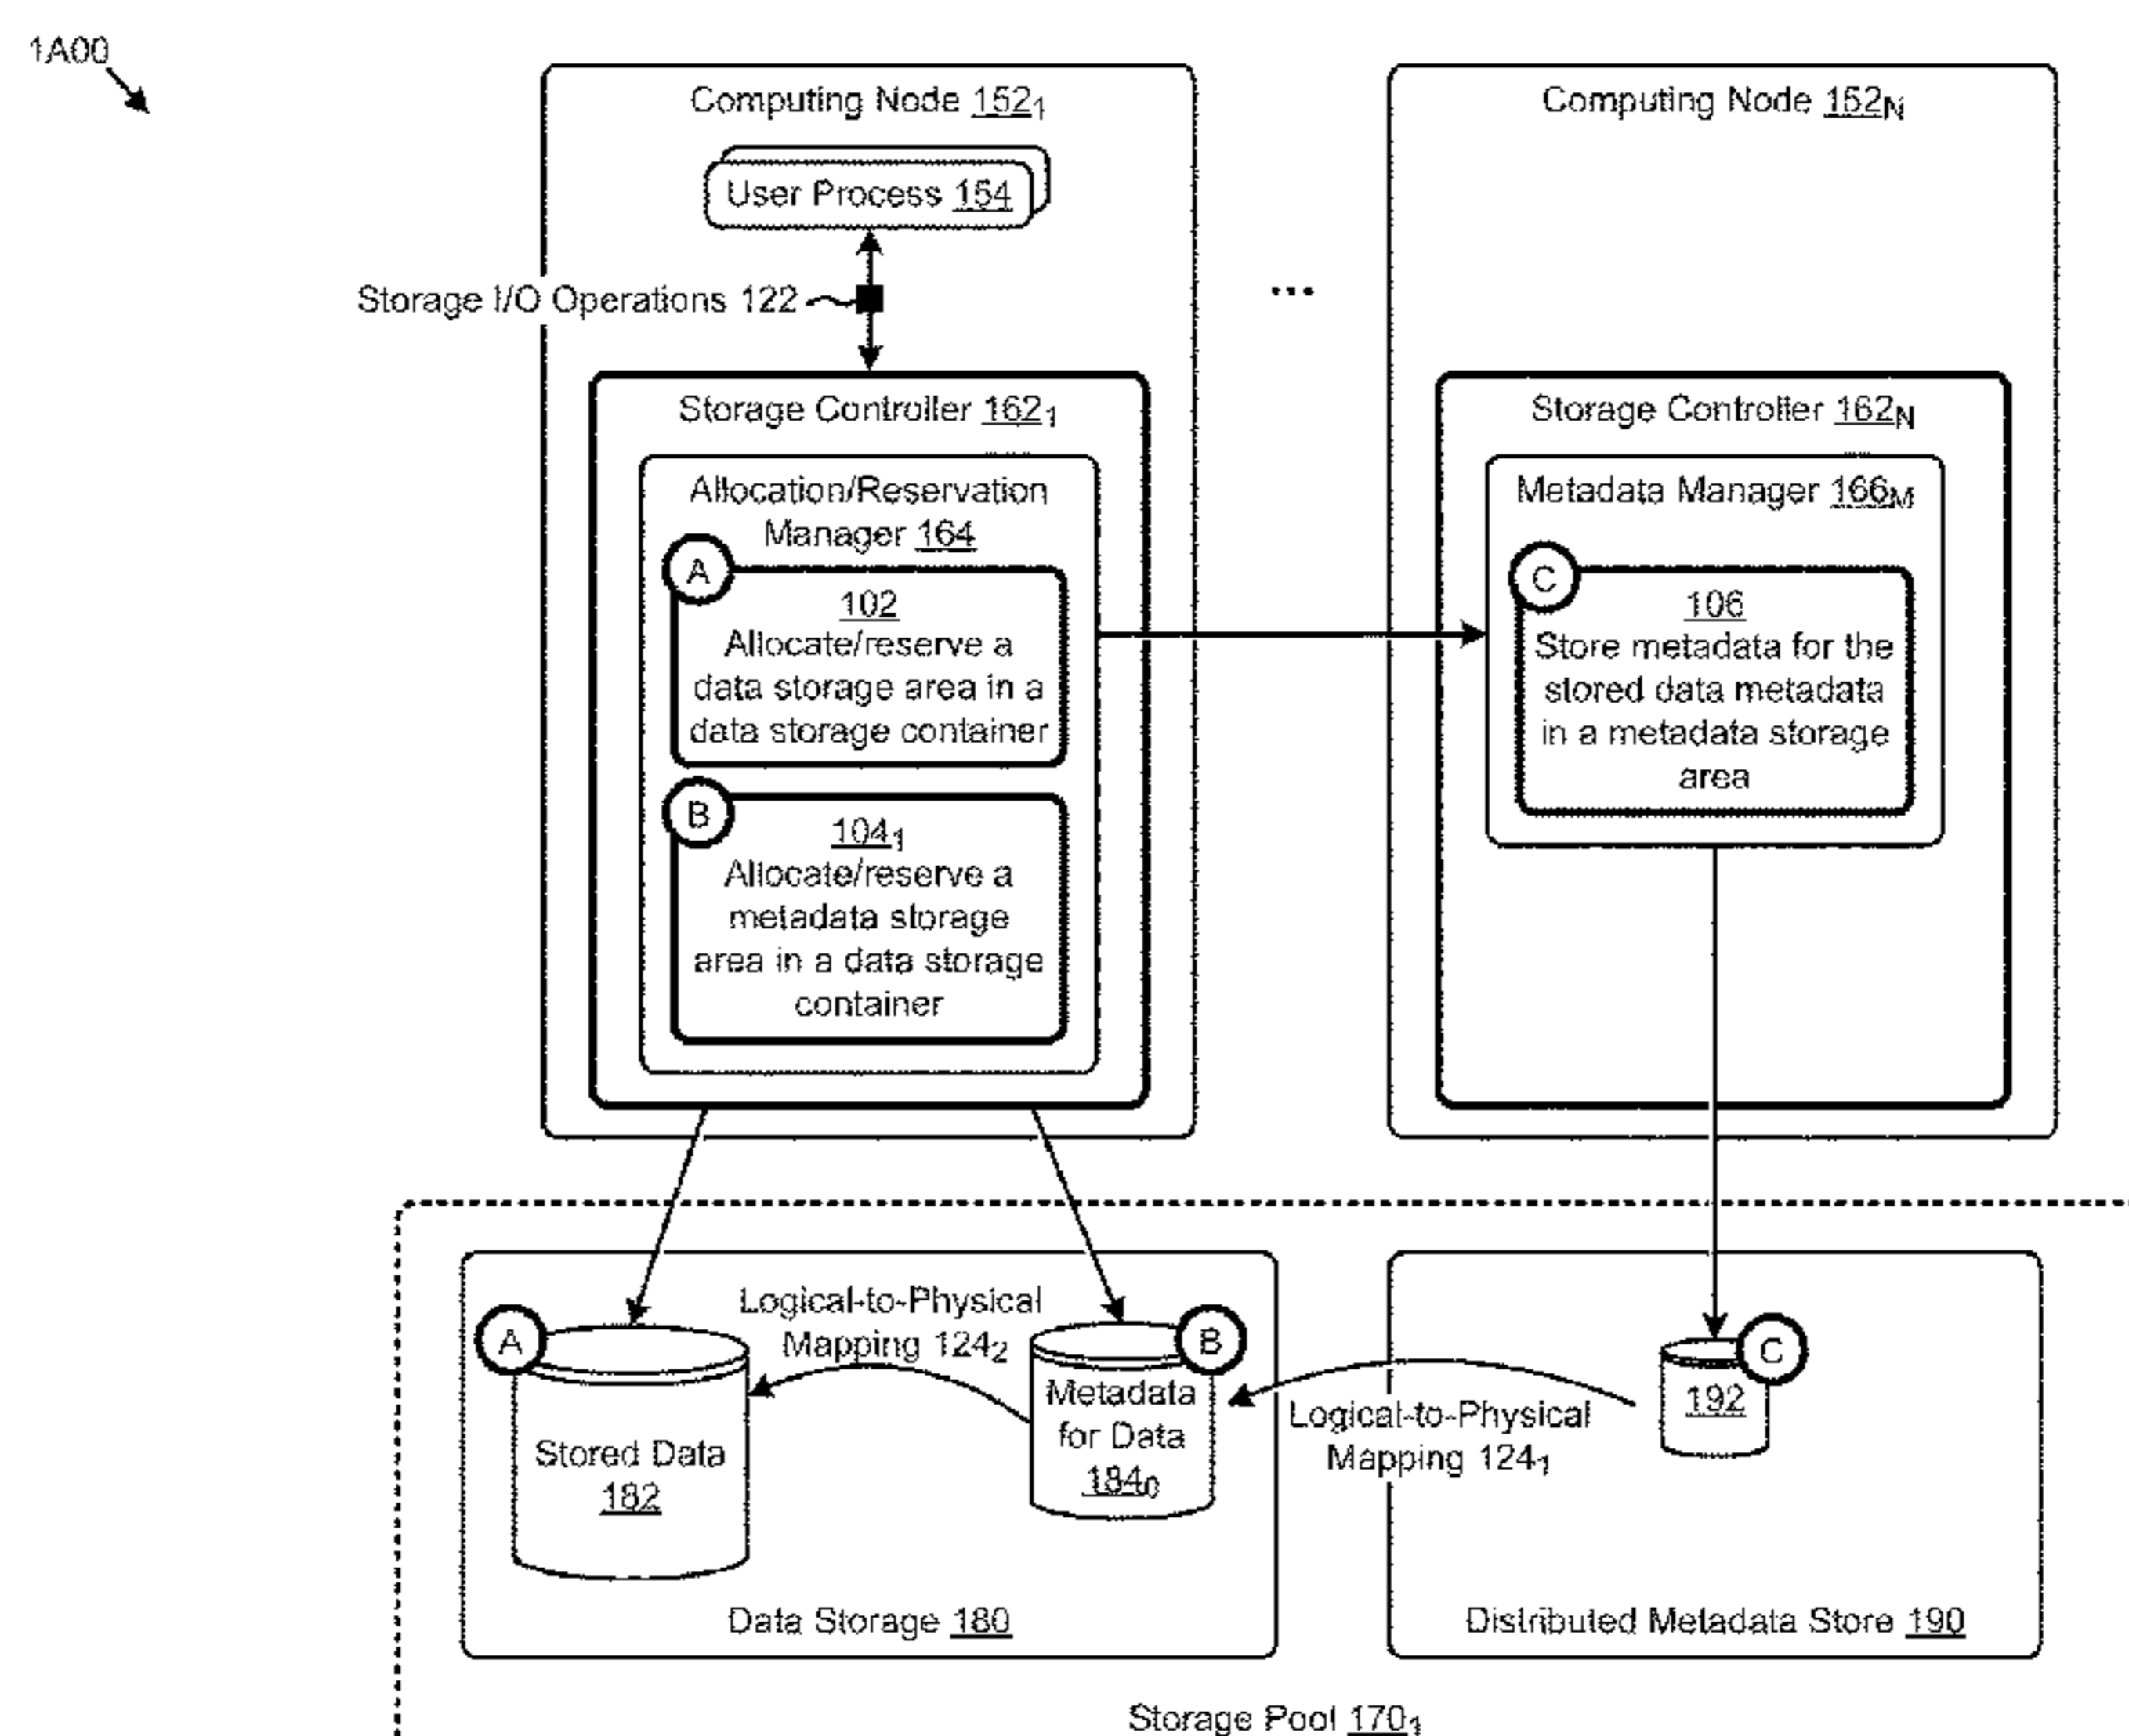 1A00
Computing Node 152₁
User Process 154
Storage I/O Operations 122
Storage Controller 162₁
Allocation/Reservation
Manager 164
A
102
Allocate/reserve a
data storage area in a
data storage container
B
104₁
Allocate/reserve a
metadata storage
area in a data storage
container
...
Computing Node 152N
Storage Controller 162N
Metadata Manager 166M
C
106
Store metadata for the
stored data metadata
in a metadata storage
area
A
Stored Data
182
Logical-to-Physical
Mapping 124₂
B
Metadata
for Data
184₀
Data Storage 180
Logical-to-Physical
Mapping 124₁
C
192
Distributed Metadata Store 190
Storage Pool 170₁